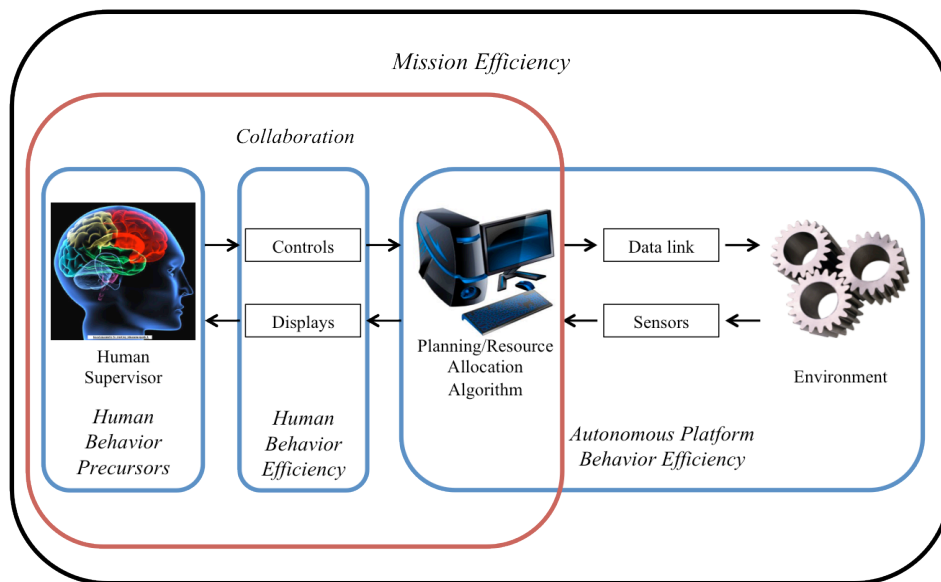 Mission Efficiency
Collaboration
Controls
Data link
Displays
Sensors
Human
Supervisor
Planning/Resource
Allocation
Algorithm
Environment
Human
Behavior
Precursors
Human
Behavior
Efficiency
Autonomous Platform
Behavior Efficiency